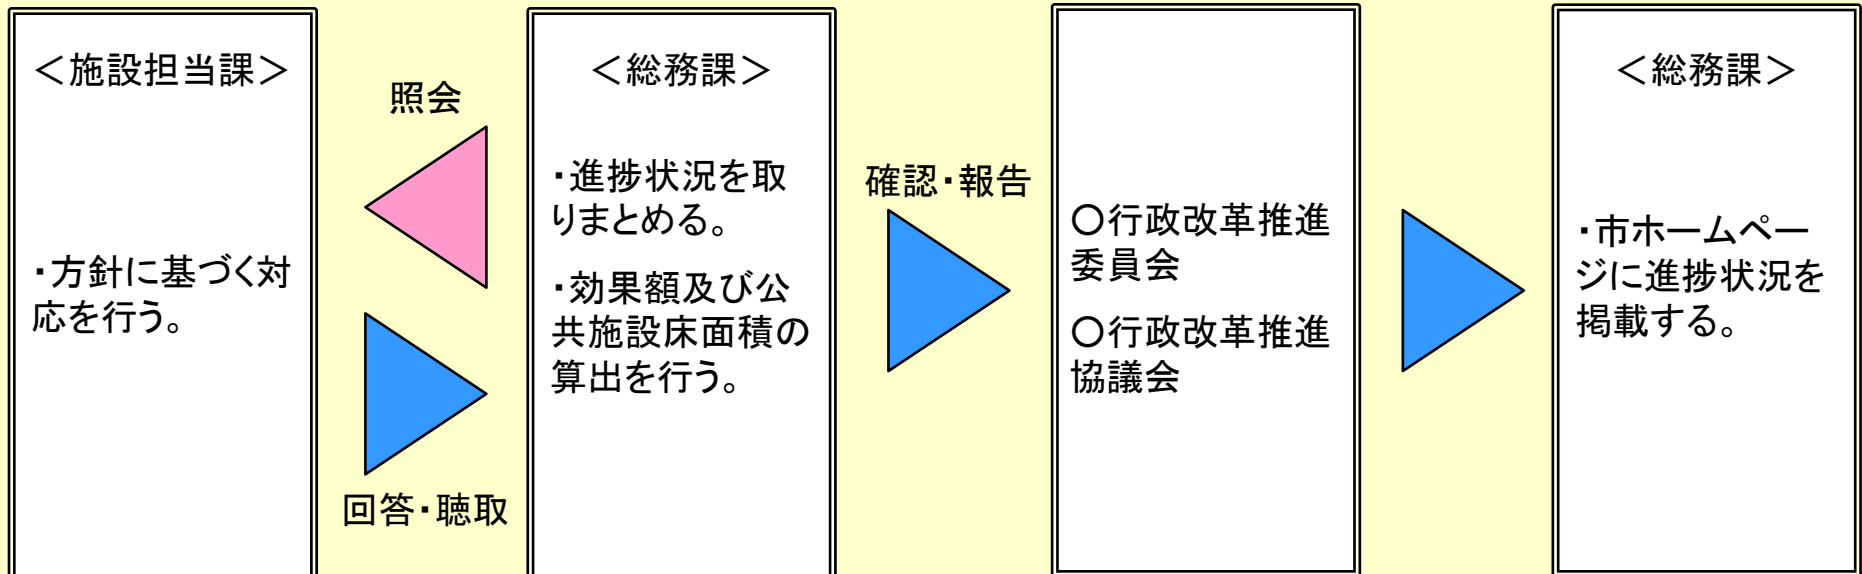 ＜施設担当課＞
・方針に基づく対
応を行う。
照会
回答・聴取
＜総務課＞
・進捗状況を取
りまとめる。
・効果額及び公
共施設床面積の
算出を行う。
確認・報告
〇行政改革推進
委員会
〇行政改革推進
協議会
＜総務課＞
・市ホームペー
ジに進捗状況を
掲載する。